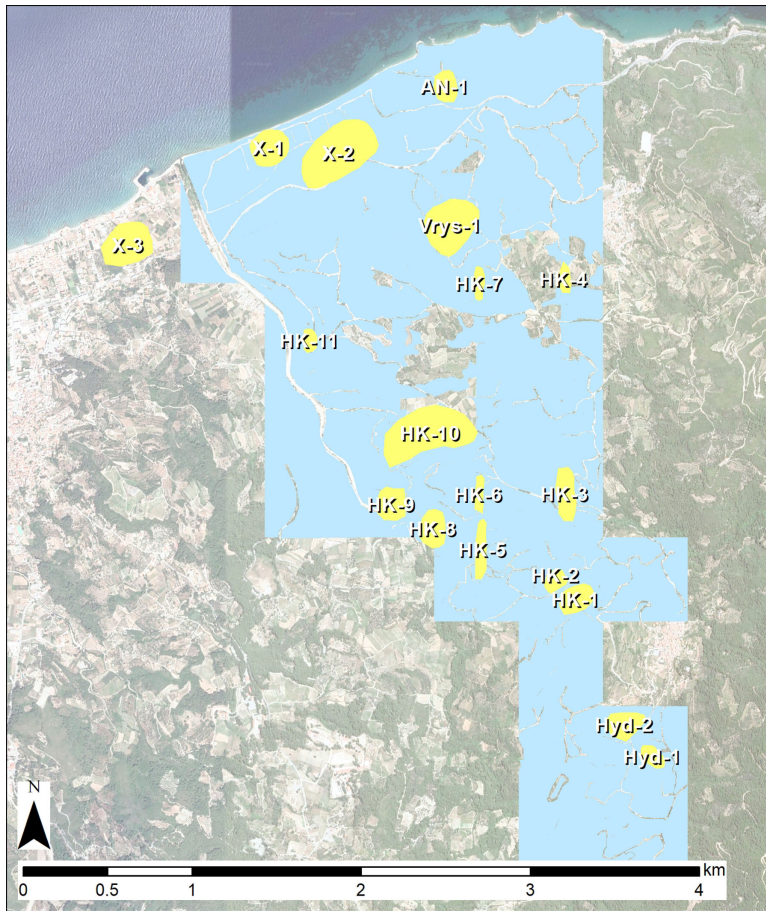 AN-1
X-1
X-2
Vrys-1
X-3
HK-7
HK-4
HK-11
HK-10
HK-6
HK-3
HK-9
HK-8
HK-5
HK-2
HK-1
Hyd-2
Hyd-1
N
km
0 0.5 1 2 3 4